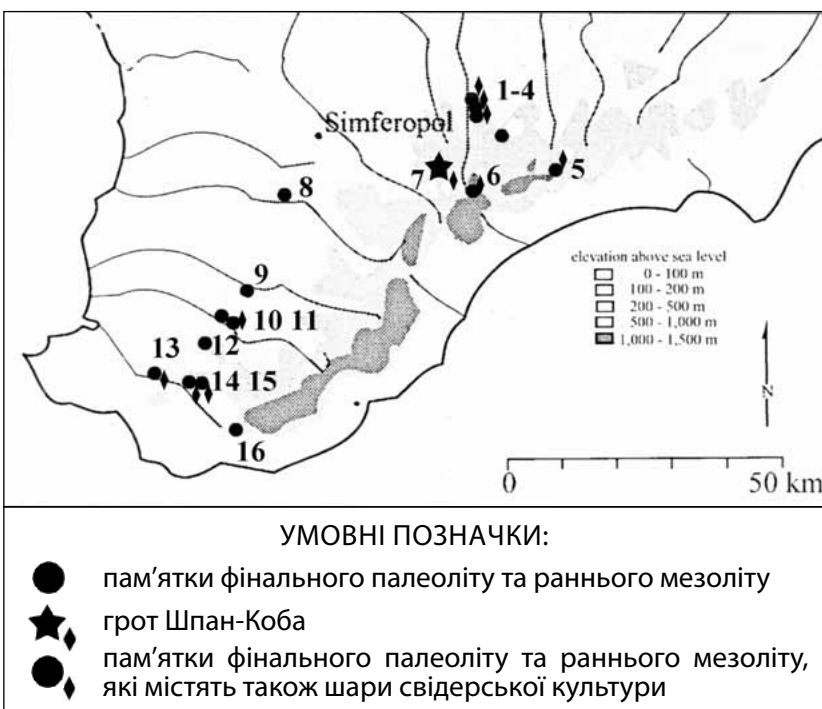 1-4
Simferopol
7
6
5
8
elevation above sea level
0 - 100 m
100 - 200 m
200 - 500 m
500 - 1,000 m
1,000 - 1,500 m
9
10 11
12
13
14 15
16
N
0 50 km
УМОВНІ ПОЗНАЧКИ:
пам’ятки фінального палеоліту та раннього мезоліту
грот Шпан-Коба
пам’ятки фінального палеоліту та раннього мезоліту,
які містять також шари свідерської культури